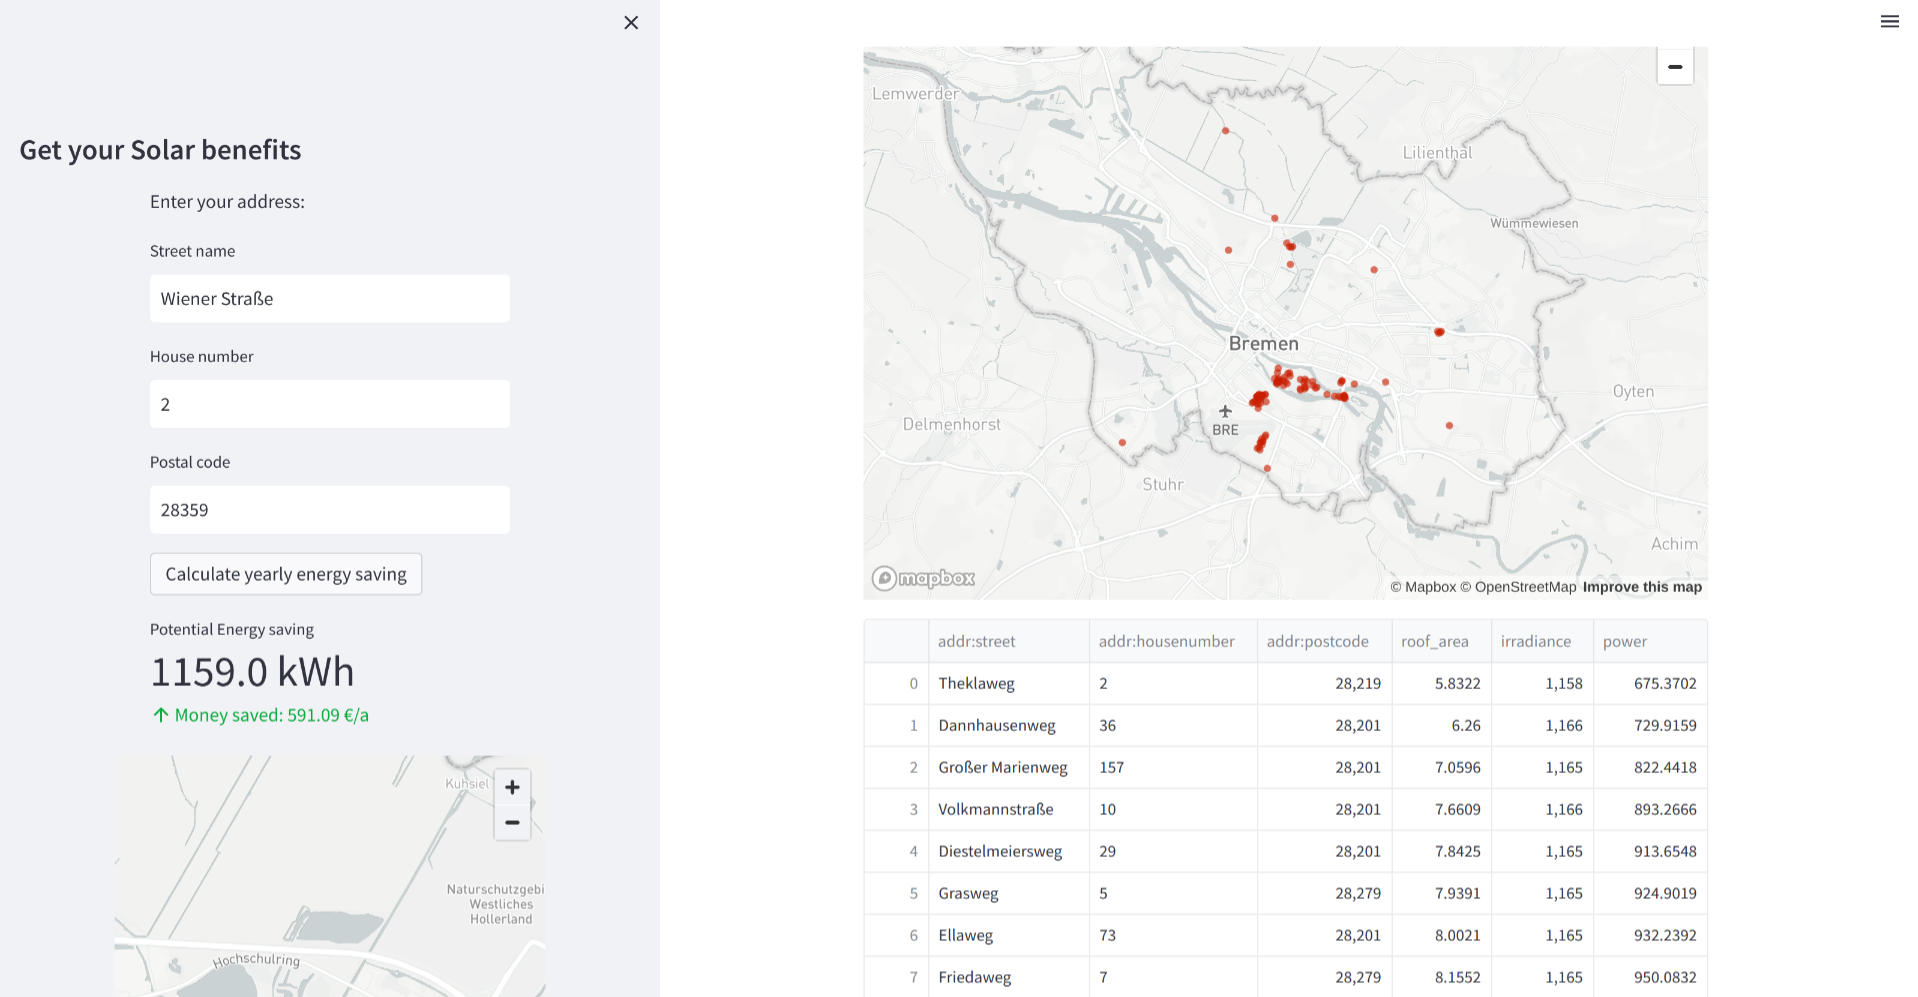 Get your Solar benefits
Enter your address:
Street name
Wiener Straße
House number
2
Postal code
28359
Calculate yearly energy saving
Potential Energy saving
1159.0 kWh
↑ Money saved: 591.09 €/a
Kuhsiel
+
−
Naturschutzgebi
Westliches
Hollerland
Hochschulring
−
Lemwerder
Lilienthal
Wümmewiesen
Bremen
Oyten
BRE
Delmenhorst
Stuhr
Achim
mapbox
© Mapbox © OpenStreetMap Improve this map
addr:street addr:housenumber addr:postcode roof_area irradiance power
0 Theklaweg 2 28,219 5.8322 1,158 675.3702
1 Dannhausenweg 36 28,201 6.26 1,166 729.9159
2 Großer Marienweg 157 28,201 7.0596 1,165 822.4418
3 Volkmannstraße 10 28,201 7.6609 1,166 893.2666
4 Diestelmeiersweg 29 28,201 7.8425 1,165 913.6548
5 Grasweg 5 28,279 7.9391 1,165 924.9019
6 Ellaweg 73 28,201 8.0021 1,165 932.2392
7 Friedaweg 7 28,279 8.1552 1,165 950.0832